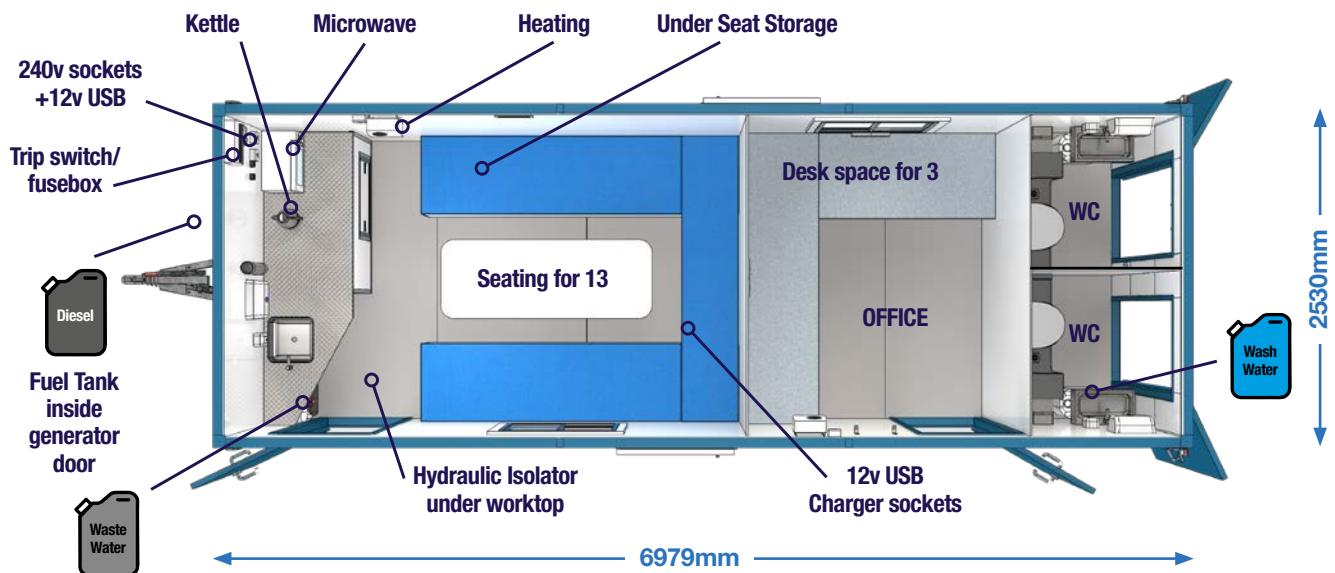 Kettle
Microwave
Heating
Under Seat Storage
240v sockets
+12v USB
Trip switch/
fusebox
Desk space for 3
WC
Seating for 13
OFFICE
WC
Diesel
Wash
Water
2530mm
Fuel Tank
inside
generator
door
Hydraulic Isolator
under worktop
12v USB
Charger sockets
Waste
Water
6979mm